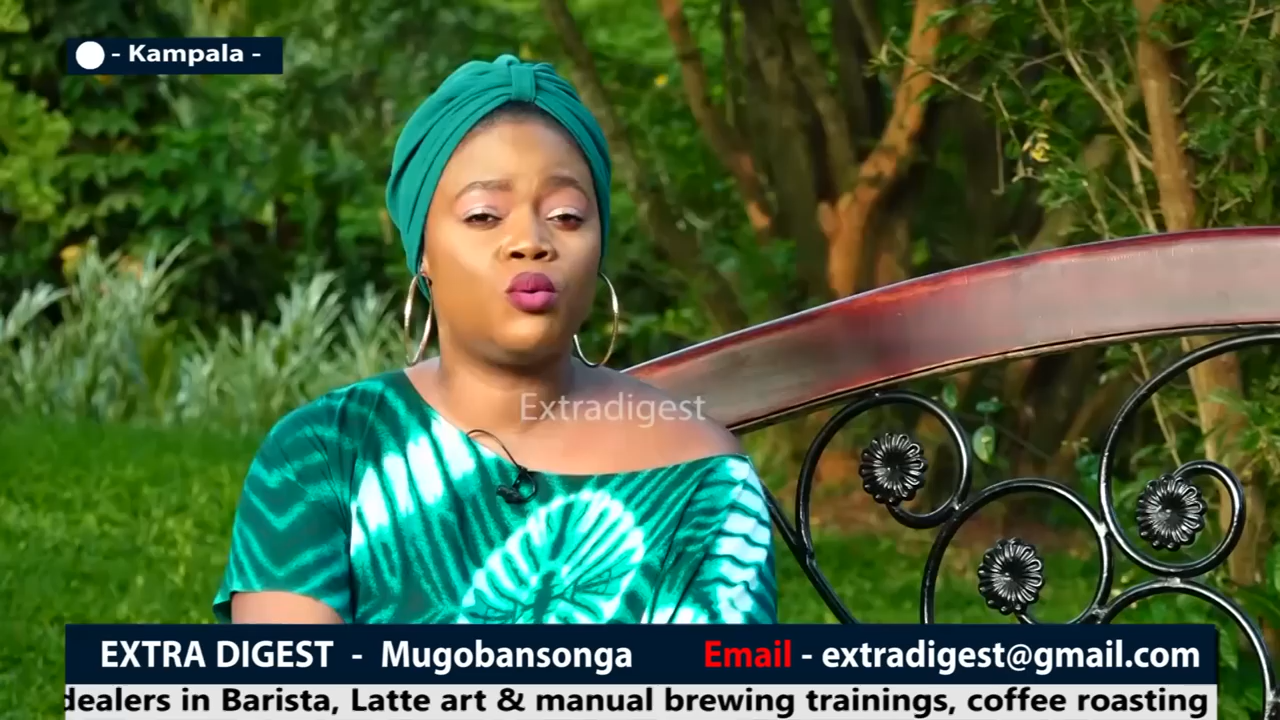 - Kampala -
Extradigest
EXTRA DIGEST - Mugobansonga Email - extradigest@gmail.com
dealers in Barista, Latte art & manual brewing trainings, coffee roasting